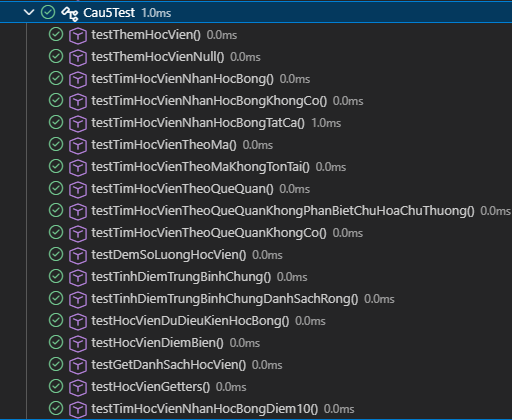 Cau5Test 1.0ms
testThemHocVien() 0.0ms
testThemHocVienNull() 0.0ms
testTimHocVienNhanHocBong() 0.0ms
testTimHocVienNhanHocBongKhongCo() 0.0ms
testTimHocVienNhanHocBongTatCa() 1.0ms
testTimHocVienTheoMa() 0.0ms
testTimHocVienTheoMaKhongTonTai() 0.0ms
testTimHocVienTheoQueQuan() 0.0ms
testTimHocVienTheoQueQuanKhongPhanBietChuHoaChuThuong() 0.0ms
testTimHocVienTheoQueQuanKhongCo() 0.0ms
testDemSoLuongHocVien() 0.0ms
testTinhDiemTrungBinhChung() 0.0ms
testTinhDiemTrungBinhChungDanhSachRong() 0.0ms
testHocVienDuDieuKienHocBong() 0.0ms
testHocVienDiemBien() 0.0ms
testGetDanhSachHocVien() 0.0ms
testHocVienGetters() 0.0ms
testTimHocVienNhanHocBongDiem10() 0.0ms